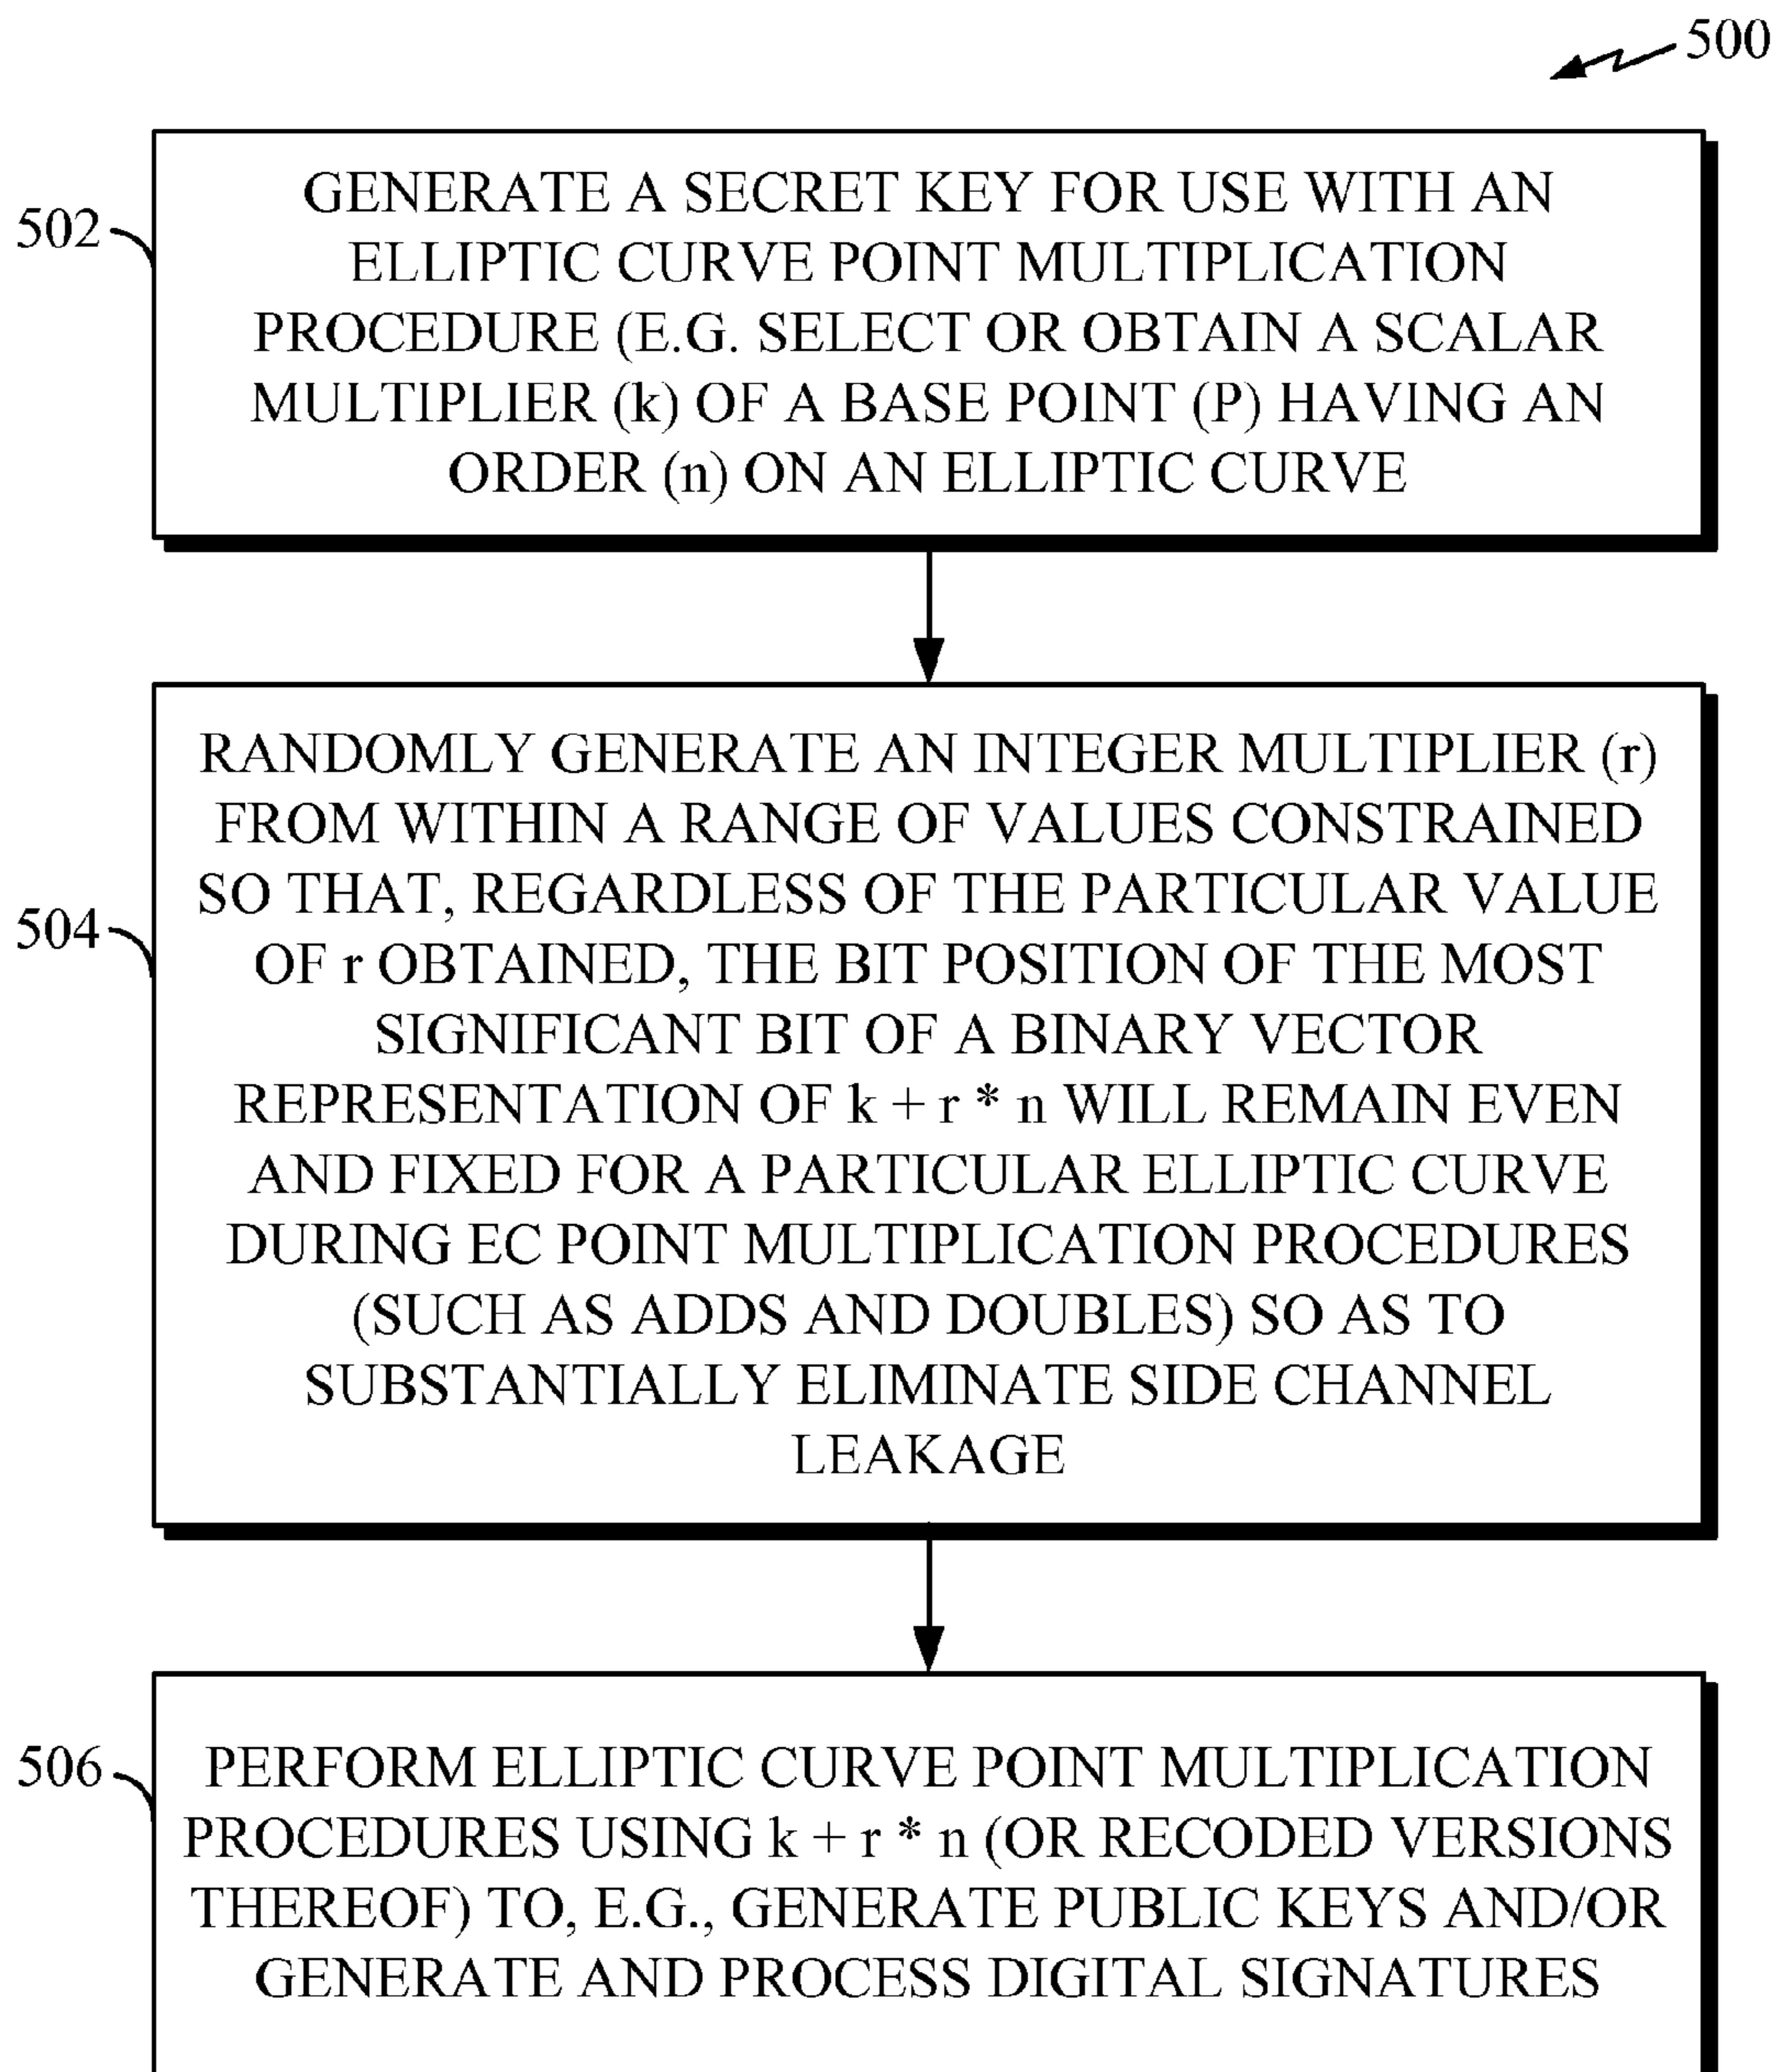 500
502
GENERATE A SECRET KEY FOR USE WITH AN
ELLIPTIC CURVE POINT MULTIPLICATION
PROCEDURE (E.G. SELECT OR OBTAIN A SCALAR
MULTIPLIER (k) OF A BASE POINT (P) HAVING AN
ORDER (n) ON AN ELLIPTIC CURVE
504
RANDOMLY GENERATE AN INTEGER MULTIPLIER (r)
FROM WITHIN A RANGE OF VALUES CONSTRAINED
SO THAT, REGARDLESS OF THE PARTICULAR VALUE
OF r OBTAINED, THE BIT POSITION OF THE MOST
SIGNIFICANT BIT OF A BINARY VECTOR
REPRESENTATION OF k + r * n WILL REMAIN EVEN
AND FIXED FOR A PARTICULAR ELLIPTIC CURVE
DURING EC POINT MULTIPLICATION PROCEDURES
(SUCH AS ADDS AND DOUBLES) SO AS TO
SUBSTANTIALLY ELIMINATE SIDE CHANNEL
LEAKAGE
506
PERFORM ELLIPTIC CURVE POINT MULTIPLICATION
PROCEDURES USING k + r * n (OR RECODED VERSIONS
THEREOF) TO, E.G., GENERATE PUBLIC KEYS AND/OR
GENERATE AND PROCESS DIGITAL SIGNATURES